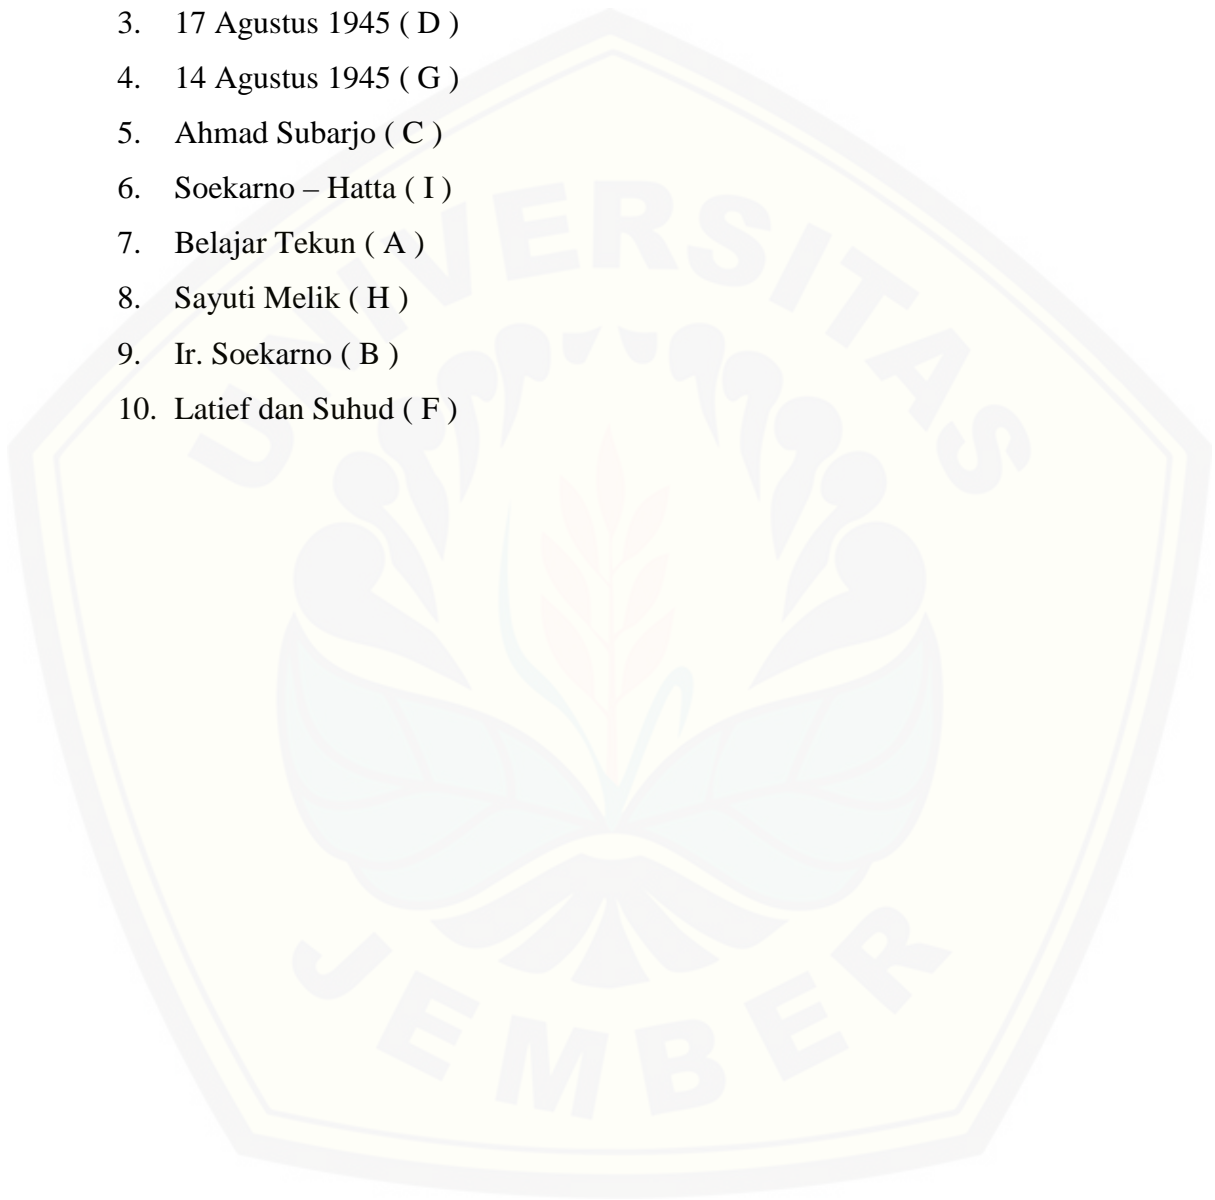 3. 17 Agustus 1945 ( D )
4. 14 Agustus 1945 ( G )
5. Ahmad Subarjo ( C )
6. Soekarno – Hatta ( I )
7. Belajar Tekun ( A )
8. Sayuti Melik ( H )
9. Ir. Soekarno ( B )
10. Latief dan Suhud ( F )
UNIVERSITAS
JEMBER